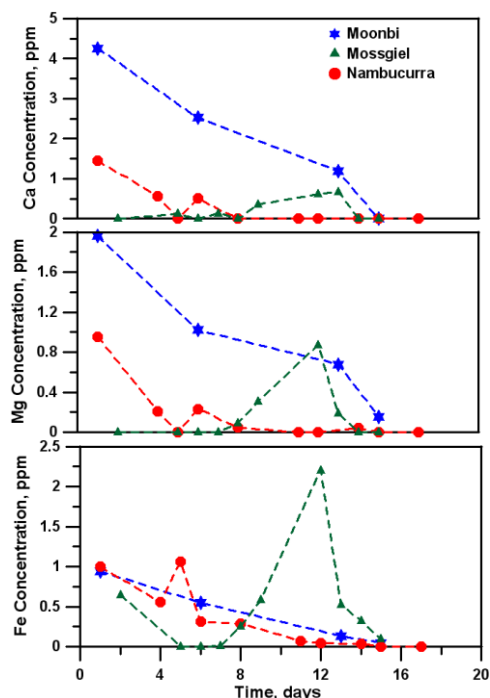 5
4
3
2
1
0
Ca Concentration, ppm
Moonbi
Mossgiel
Nambucurra
2
1.6
1.2
0.8
0.4
0
Mg Concentration, ppm
2.5
2
1.5
1
0.5
0
Fe Concentration, ppm
0 4 8 12 16 20
Time, days